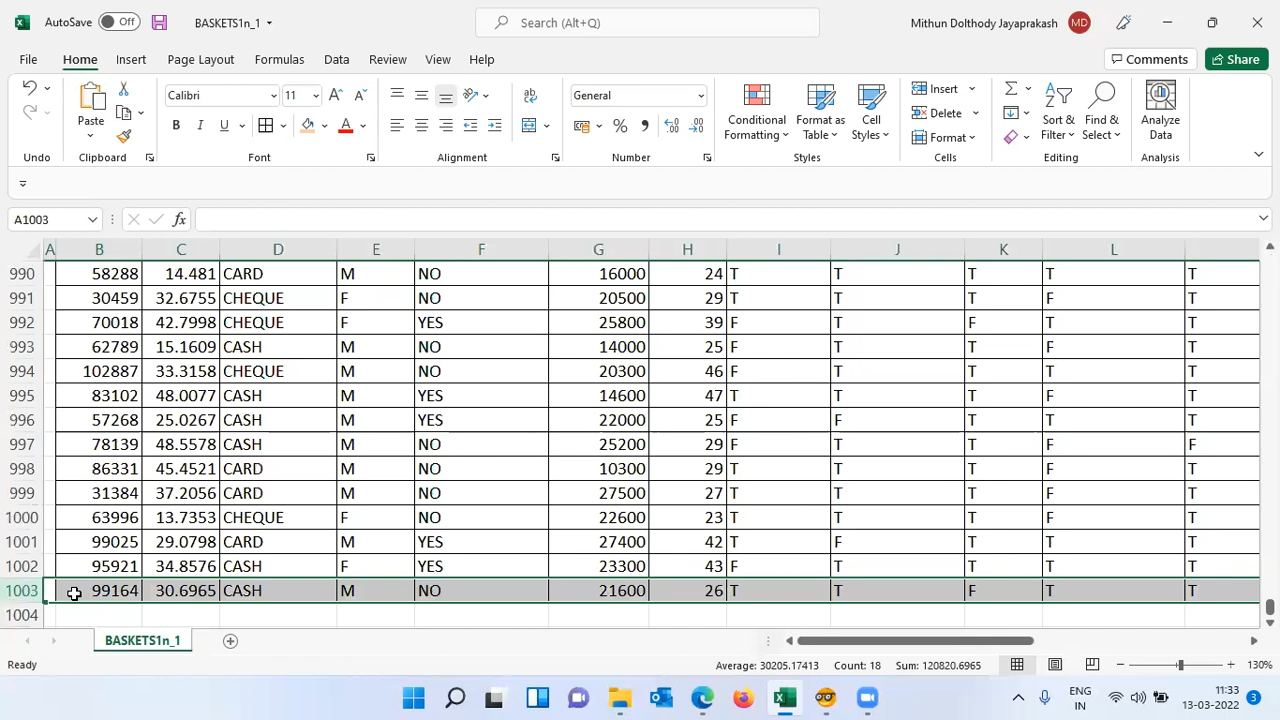 AutoSave Off BASKETS1n_1 Search (Alt+Q) Mithun Dolthody Jayaprakash MD
File Home Insert Page Layout Formulas Data Review View Help Comments Share
Calibri 11 General Insert
Paste Conditional Formatting Format as Table Cell Styles Delete Sort & Filter Find & Select Analyze Data
B I U Format
Undo Clipboard Font Alignment Number Styles Cells Editing Analysis
A1003 fx
A B C D E F G H I J K L
990 58288 14.481 CARD M NO 16000 24 T T T T T
991 30459 32.6755 CHEQUE F NO 20500 29 T T T F T
992 70018 42.7998 CHEQUE F YES 25800 39 F T F T T
993 62789 15.1609 CASH M NO 14000 25 F T T F T
994 102887 33.3158 CHEQUE M NO 20300 46 F T T T T
995 83102 48.0077 CASH M YES 14600 47 T T T F T
996 57268 25.0267 CASH M YES 22000 25 F F T T T
997 78139 48.5578 CASH M NO 25200 29 F T T F F
998 86331 45.4521 CARD M NO 10300 29 T T T F T
999 31384 37.2056 CARD M NO 27500 27 T T T F T
1000 63996 13.7353 CHEQUE F NO 22600 23 T T T F T
1001 99025 29.0798 CARD M YES 27400 42 T F T T T
1002 95921 34.8576 CASH F YES 23300 43 F T T T T
1003 99164 30.6965 CASH M NO 21600 26 T T F T T
1004
BASKETS1n_1
Ready Average: 30205.17413 Count: 18 Sum: 120820.6965 130%
ENG IN 11:33 13-03-2022 3